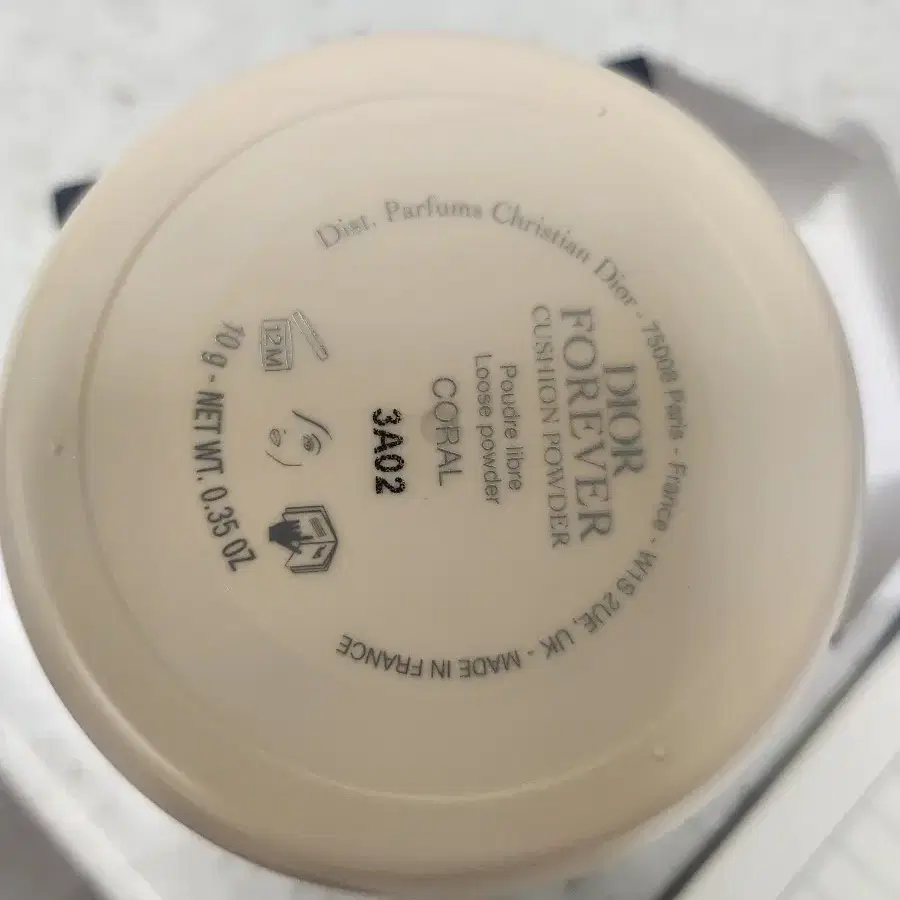 Dist. Parfums Christian Dior - 75008 Paris - France - W1S 2UE, UK - MADE IN FRANCE
DIOR
FOREVER
CUSHION POWDER
Poudre libre
Loose powder
CORAL
3A02
12M
10 g - NET WT. 0.35 OZ